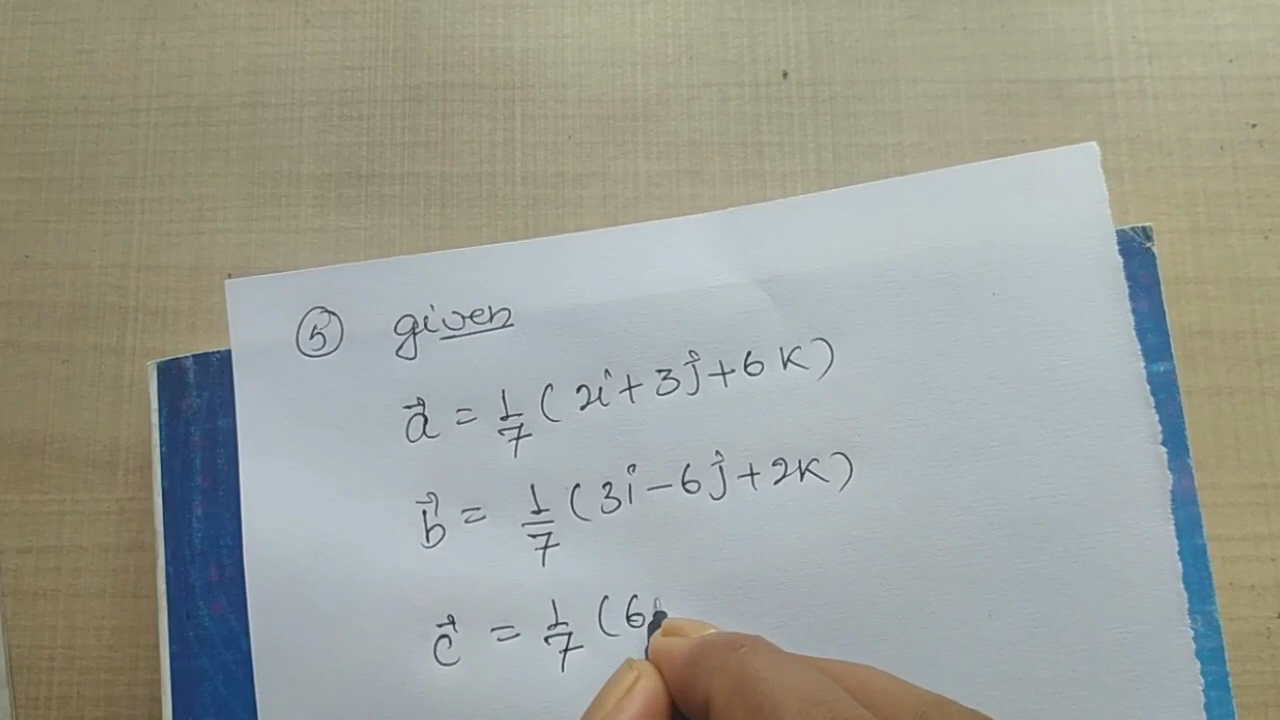 5 given
a⃗ = 1/7 (2i + 3j + 6k)
b⃗ = 1/7 (3i - 6j + 2k)
c⃗ = 1/7 (6